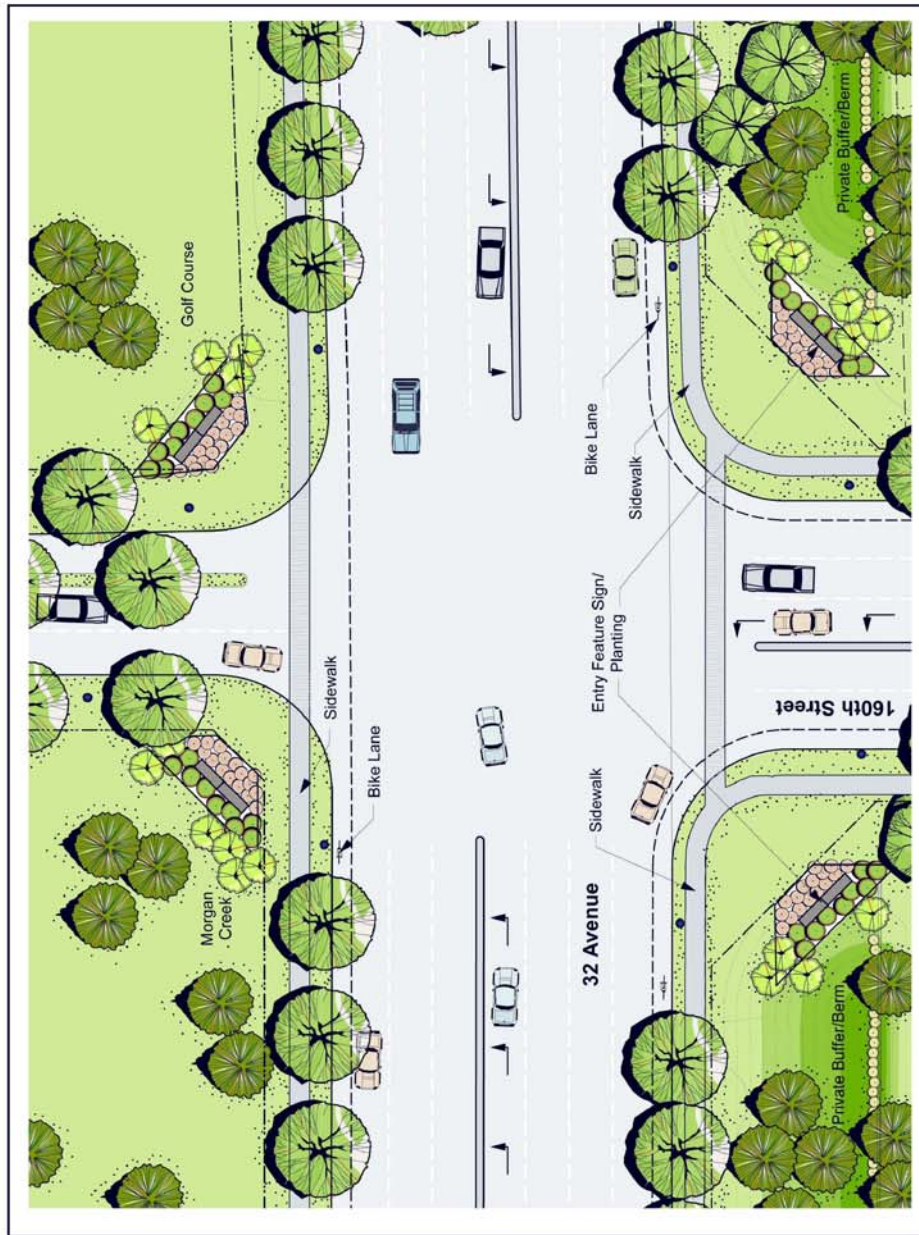 Morgan
Creek
Golf Course
Sidewalk
Bike Lane
32 Avenue
Sidewalk
Entry Feature Sign/
Planting
Sidewalk
Bike Lane
160th Street
Private Buffer/Berm
Private Buffer/Berm